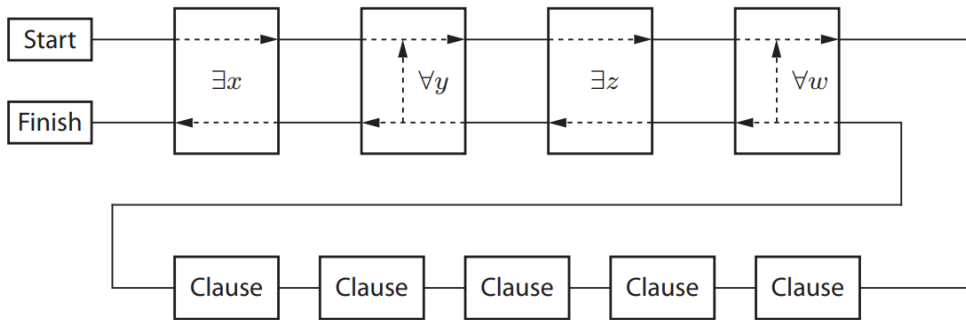 Start
∃x
∀y
∃z
∀w
Finish
Clause
Clause
Clause
Clause
Clause